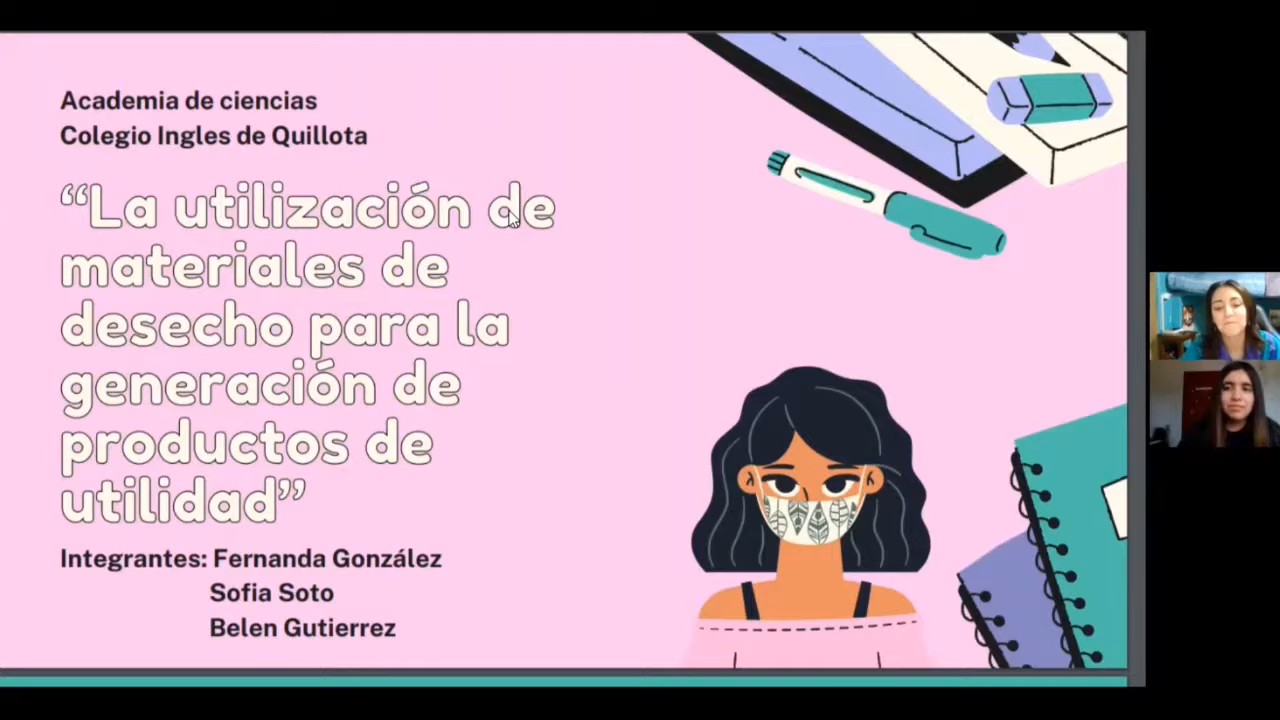 Academia de ciencias
Colegio Ingles de Quillota
“La utilización de
materiales de
desecho para la
generación de
productos de
utilidad”
Integrantes: Fernanda González
Sofia Soto
Belen Gutierrez